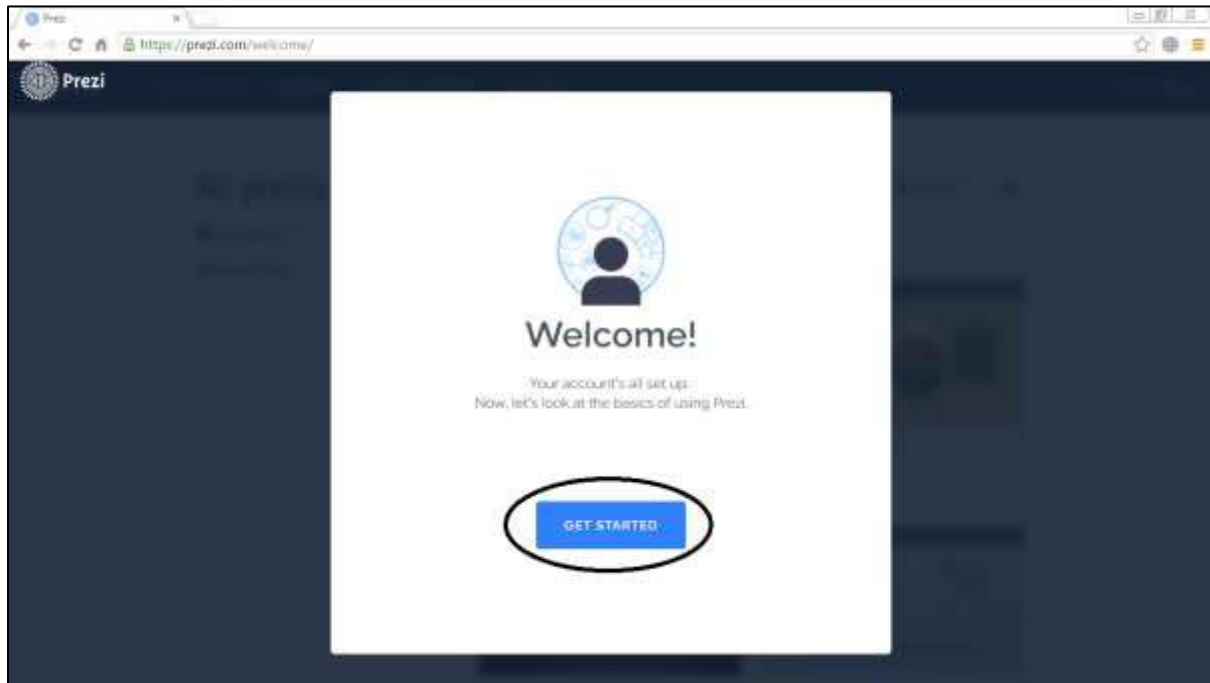 Prezi
https://prezi.com/welcome/
Prezi
Welcome!
Your account's all set up.
Now, let's look at the basics of using Prezi.
GET STARTED